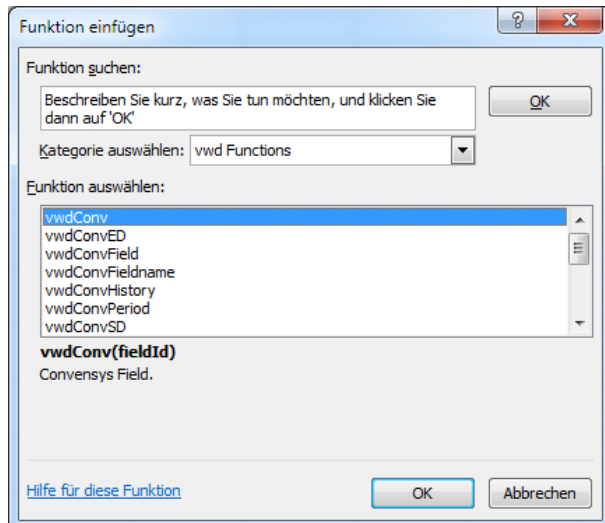 Funktion einfügen
Funktion suchen:
Beschreiben Sie kurz, was Sie tun möchten, und klicken Sie
dann auf 'OK'
OK
Kategorie auswählen: vwd Functions
Funktion auswählen:
vwdConv
vwdConvED
vwdConvField
vwdConvFieldname
vwdConvHistory
vwdConvPeriod
vwdConvSD
vwdConv(fieldId)
Convensys Field.
Hilfe für diese Funktion
OK Abbrechen